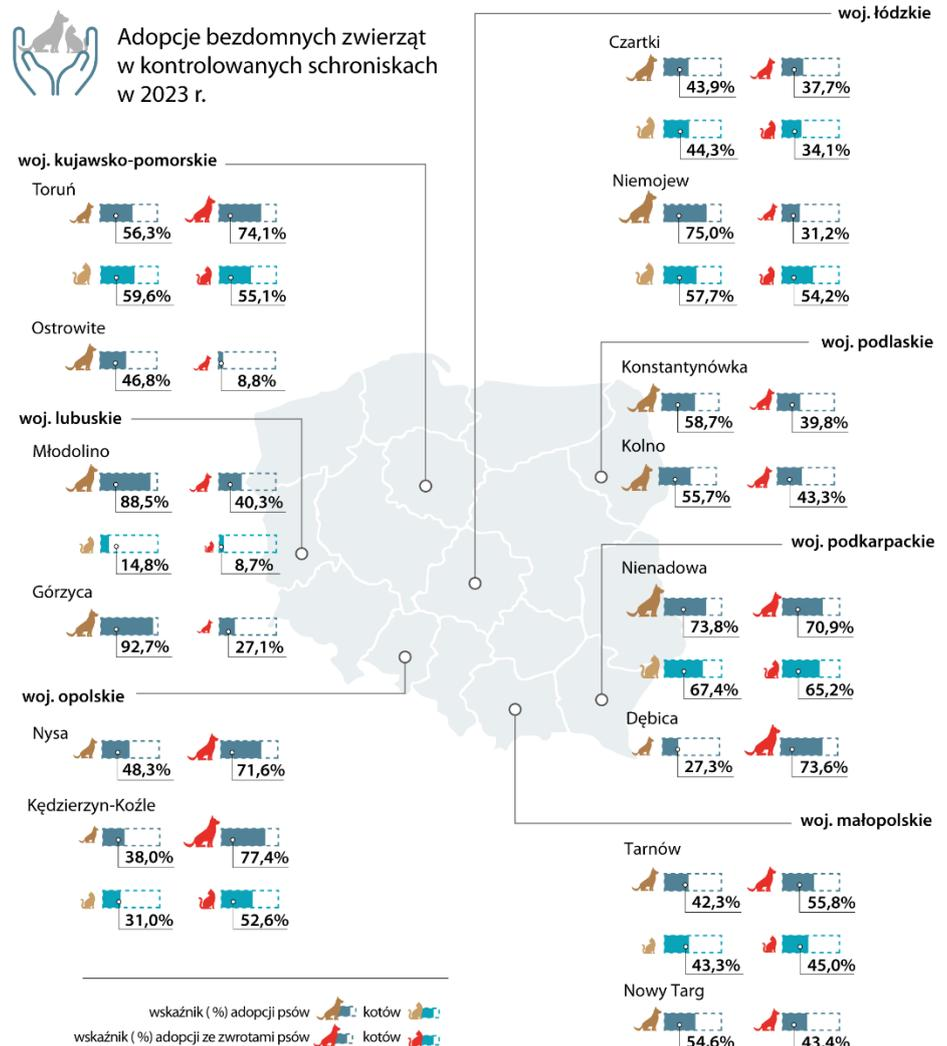 Adopcje bezdomnych zwierząt
w kontrolowanych schroniskach
w 2023 r.
woj. kujawsko-pomorskie
Toruń
56,3% 74,1%
59,6% 55,1%
Ostrowite
46,8% 8,8%
woj. lubuskie
Młodolino
88,5% 40,3%
14,8% 8,7%
Górzyca
92,7% 27,1%
woj. opolskie
Nysa
48,3% 71,6%
Kędzierzyn-Koźle
38,0% 77,4%
31,0% 52,6%
woj. łódzkie
Czartki
43,9% 37,7%
44,3% 34,1%
Niemojew
75,0% 31,2%
57,7% 54,2%
woj. podlaskie
Konstantynówka
58,7% 39,8%
Kolno
55,7% 43,3%
woj. podkarpackie
Nienadowa
73,8% 70,9%
67,4% 65,2%
Dębica
27,3% 73,6%
woj. małopolskie
Tarnów
42,3% 55,8%
43,3% 45,0%
Nowy Targ
54,6% 43,4%
wskaźnik ( %) adopcji psów kotów
wskaźnik ( %) adopcji ze zwrotami psów kotów